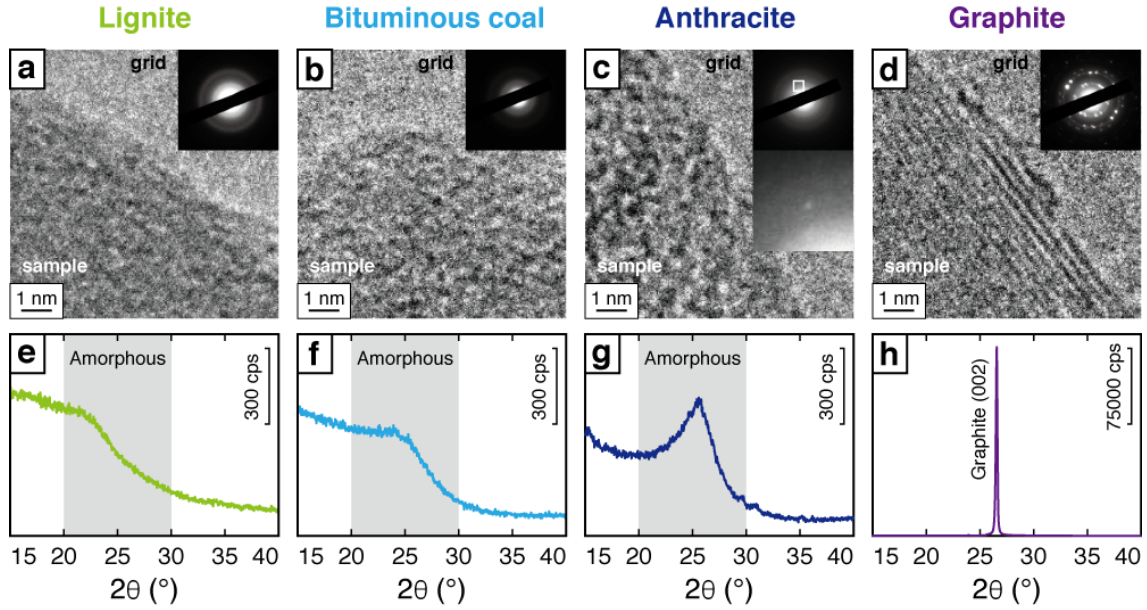 Lignite
Bituminous coal
Anthracite
Graphite
a
grid
sample
1 nm
b
grid
sample
1 nm
c
grid
sample
1 nm
d
grid
sample
1 nm
e
Amorphous
300 cps
f
Amorphous
300 cps
g
Amorphous
300 cps
h
Graphite (002)
75000 cps
15 20 25 30 35 40
15 20 25 30 35 40
15 20 25 30 35 40
15 20 25 30 35 40
2θ (°)
2θ (°)
2θ (°)
2θ (°)